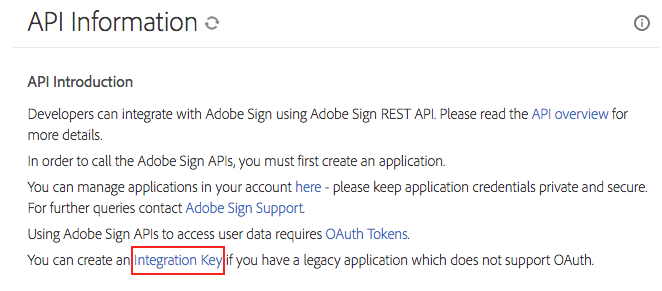 API Information
API Introduction
Developers can integrate with Adobe Sign using Adobe Sign REST API. Please read the API overview for
more details.
In order to call the Adobe Sign APIs, you must first create an application.
You can manage applications in your account here - please keep application credentials private and secure.
For further queries contact Adobe Sign Support.
Using Adobe Sign APIs to access user data requires OAuth Tokens.
You can create an Integration Key if you have a legacy application which does not support OAuth.